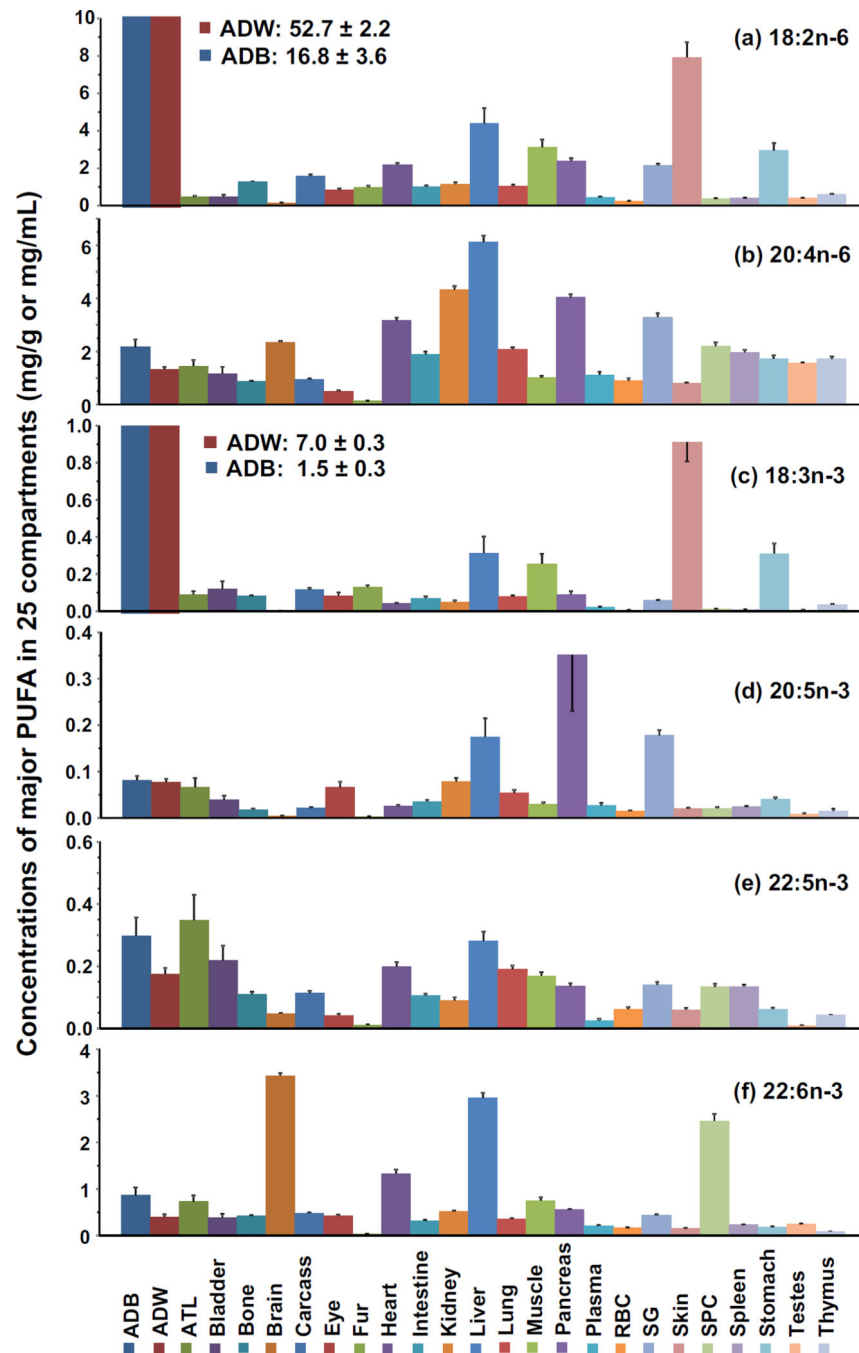 Concentrations of major PUFA in 25 compartments (mg/g or mg/mL)
10
8
6
4
2
0
ADW: 52.7 ± 2.2
ADB: 16.8 ± 3.6
(a) 18:2n-6
6
4
2
0
(b) 20:4n-6
1.0
0.8
0.6
0.4
0.2
0.0
ADW: 7.0 ± 0.3
ADB: 1.5 ± 0.3
(c) 18:3n-3
0.4
0.3
0.2
0.1
0.0
(d) 20:5n-3
0.6
0.4
0.2
0.0
(e) 22:5n-3
4
3
2
1
0
(f) 22:6n-3
ADB
ADW
ATL
Bladder
Bone
Brain
Carcass
Eye
Fur
Heart
Intestine
Kidney
Liver
Lung
Muscle
Pancreas
Plasma
RBC
SG
Skin
SPC
Spleen
Stomach
Testes
Thymus